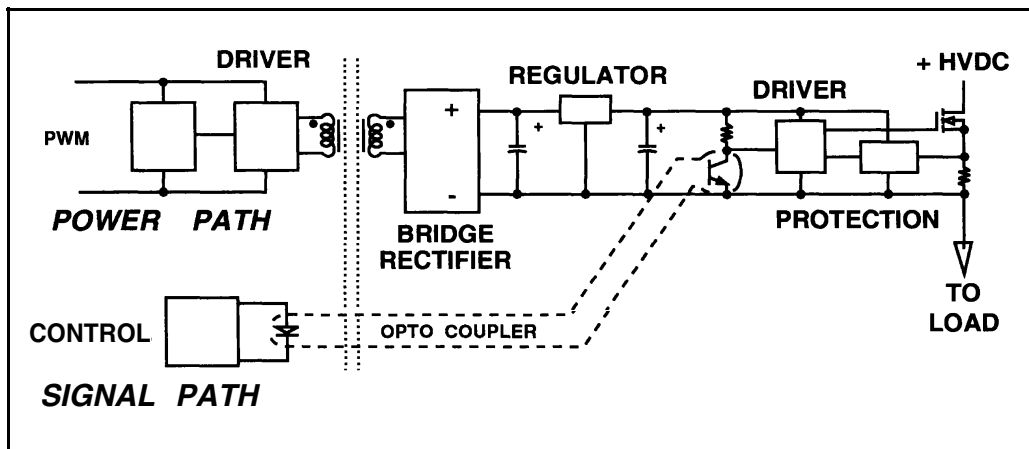 DRIVER
REGULATOR
+ HVDC
DRIVER
PWM
+
-
+
+
POWER PATH
BRIDGE
RECTIFIER
PROTECTION
TO
LOAD
CONTROL
OPTO COUPLER
SIGNAL PATH